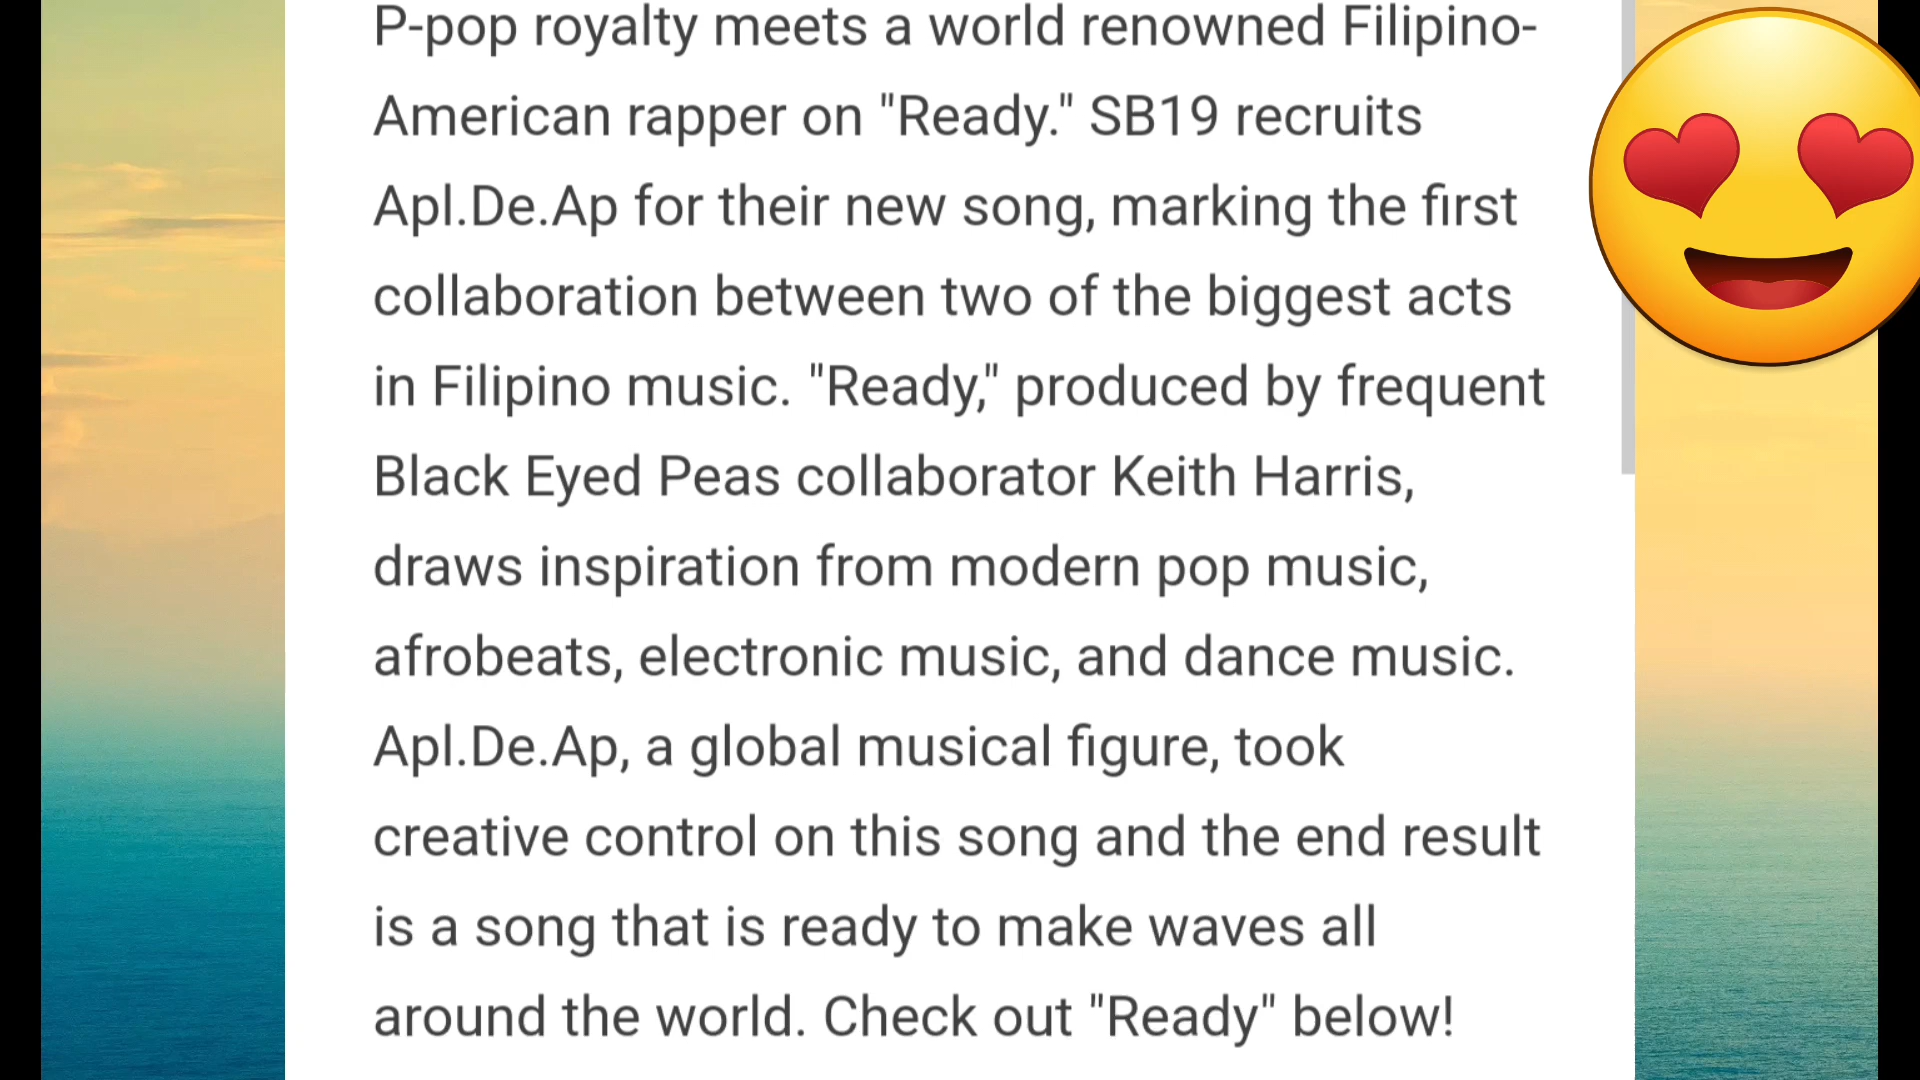 P-pop royalty meets a world renowned Filipino-
American rapper on "Ready." SB19 recruits
Apl.De.Ap for their new song, marking the first
collaboration between two of the biggest acts
in Filipino music. "Ready," produced by frequent
Black Eyed Peas collaborator Keith Harris,
draws inspiration from modern pop music,
afrobeats, electronic music, and dance music.
Apl.De.Ap, a global musical figure, took
creative control on this song and the end result
is a song that is ready to make waves all
around the world. Check out "Ready" below!